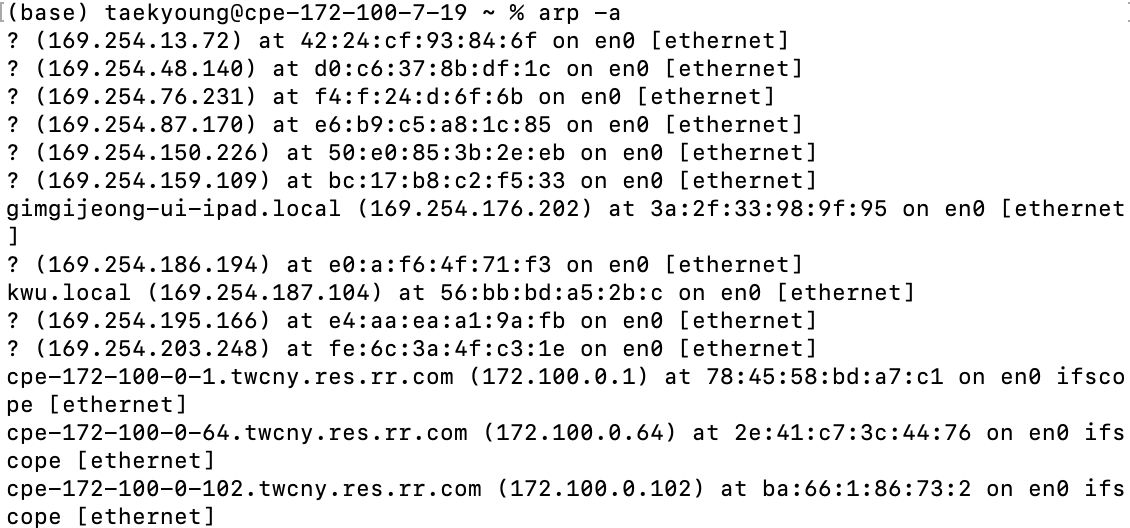 (base) taekyoung@cpe-172-100-7-19 ~ % arp -a
? (169.254.13.72) at 42:24:cf:93:84:6f on en0 [ethernet]
? (169.254.48.140) at d0:c6:37:8b:df:1c on en0 [ethernet]
? (169.254.76.231) at f4:f:24:d:6f:6b on en0 [ethernet]
? (169.254.87.170) at e6:b9:c5:a8:1c:85 on en0 [ethernet]
? (169.254.150.226) at 50:e0:85:3b:2e:eb on en0 [ethernet]
? (169.254.159.109) at bc:17:b8:c2:f5:33 on en0 [ethernet]
gimgijeong-ui-ipad.local (169.254.176.202) at 3a:2f:33:98:9f:95 on en0 [ethernet
]
? (169.254.186.194) at e0:a:f6:4f:71:f3 on en0 [ethernet]
kwu.local (169.254.187.104) at 56:bb:bd:a5:2b:c on en0 [ethernet]
? (169.254.195.166) at e4:aa:ea:a1:9a:fb on en0 [ethernet]
? (169.254.203.248) at fe:6c:3a:4f:c3:1e on en0 [ethernet]
cpe-172-100-0-1.twcny.res.rr.com (172.100.0.1) at 78:45:58:bd:a7:c1 on en0 ifsco
pe [ethernet]
cpe-172-100-0-64.twcny.res.rr.com (172.100.0.64) at 2e:41:c7:3c:44:76 on en0 ifs
cope [ethernet]
cpe-172-100-0-102.twcny.res.rr.com (172.100.0.102) at ba:66:1:86:73:2 on en0 ifs
cope [ethernet]